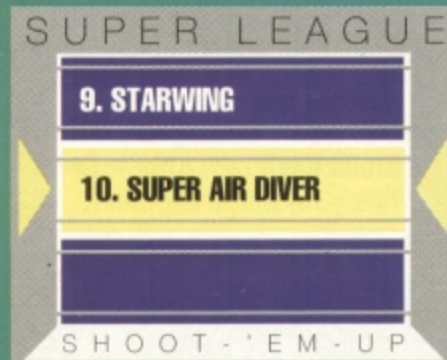 SUPER LEAGUE
9. STARWING
10. SUPER AIR DIVER
SHOOT-'EM-UP